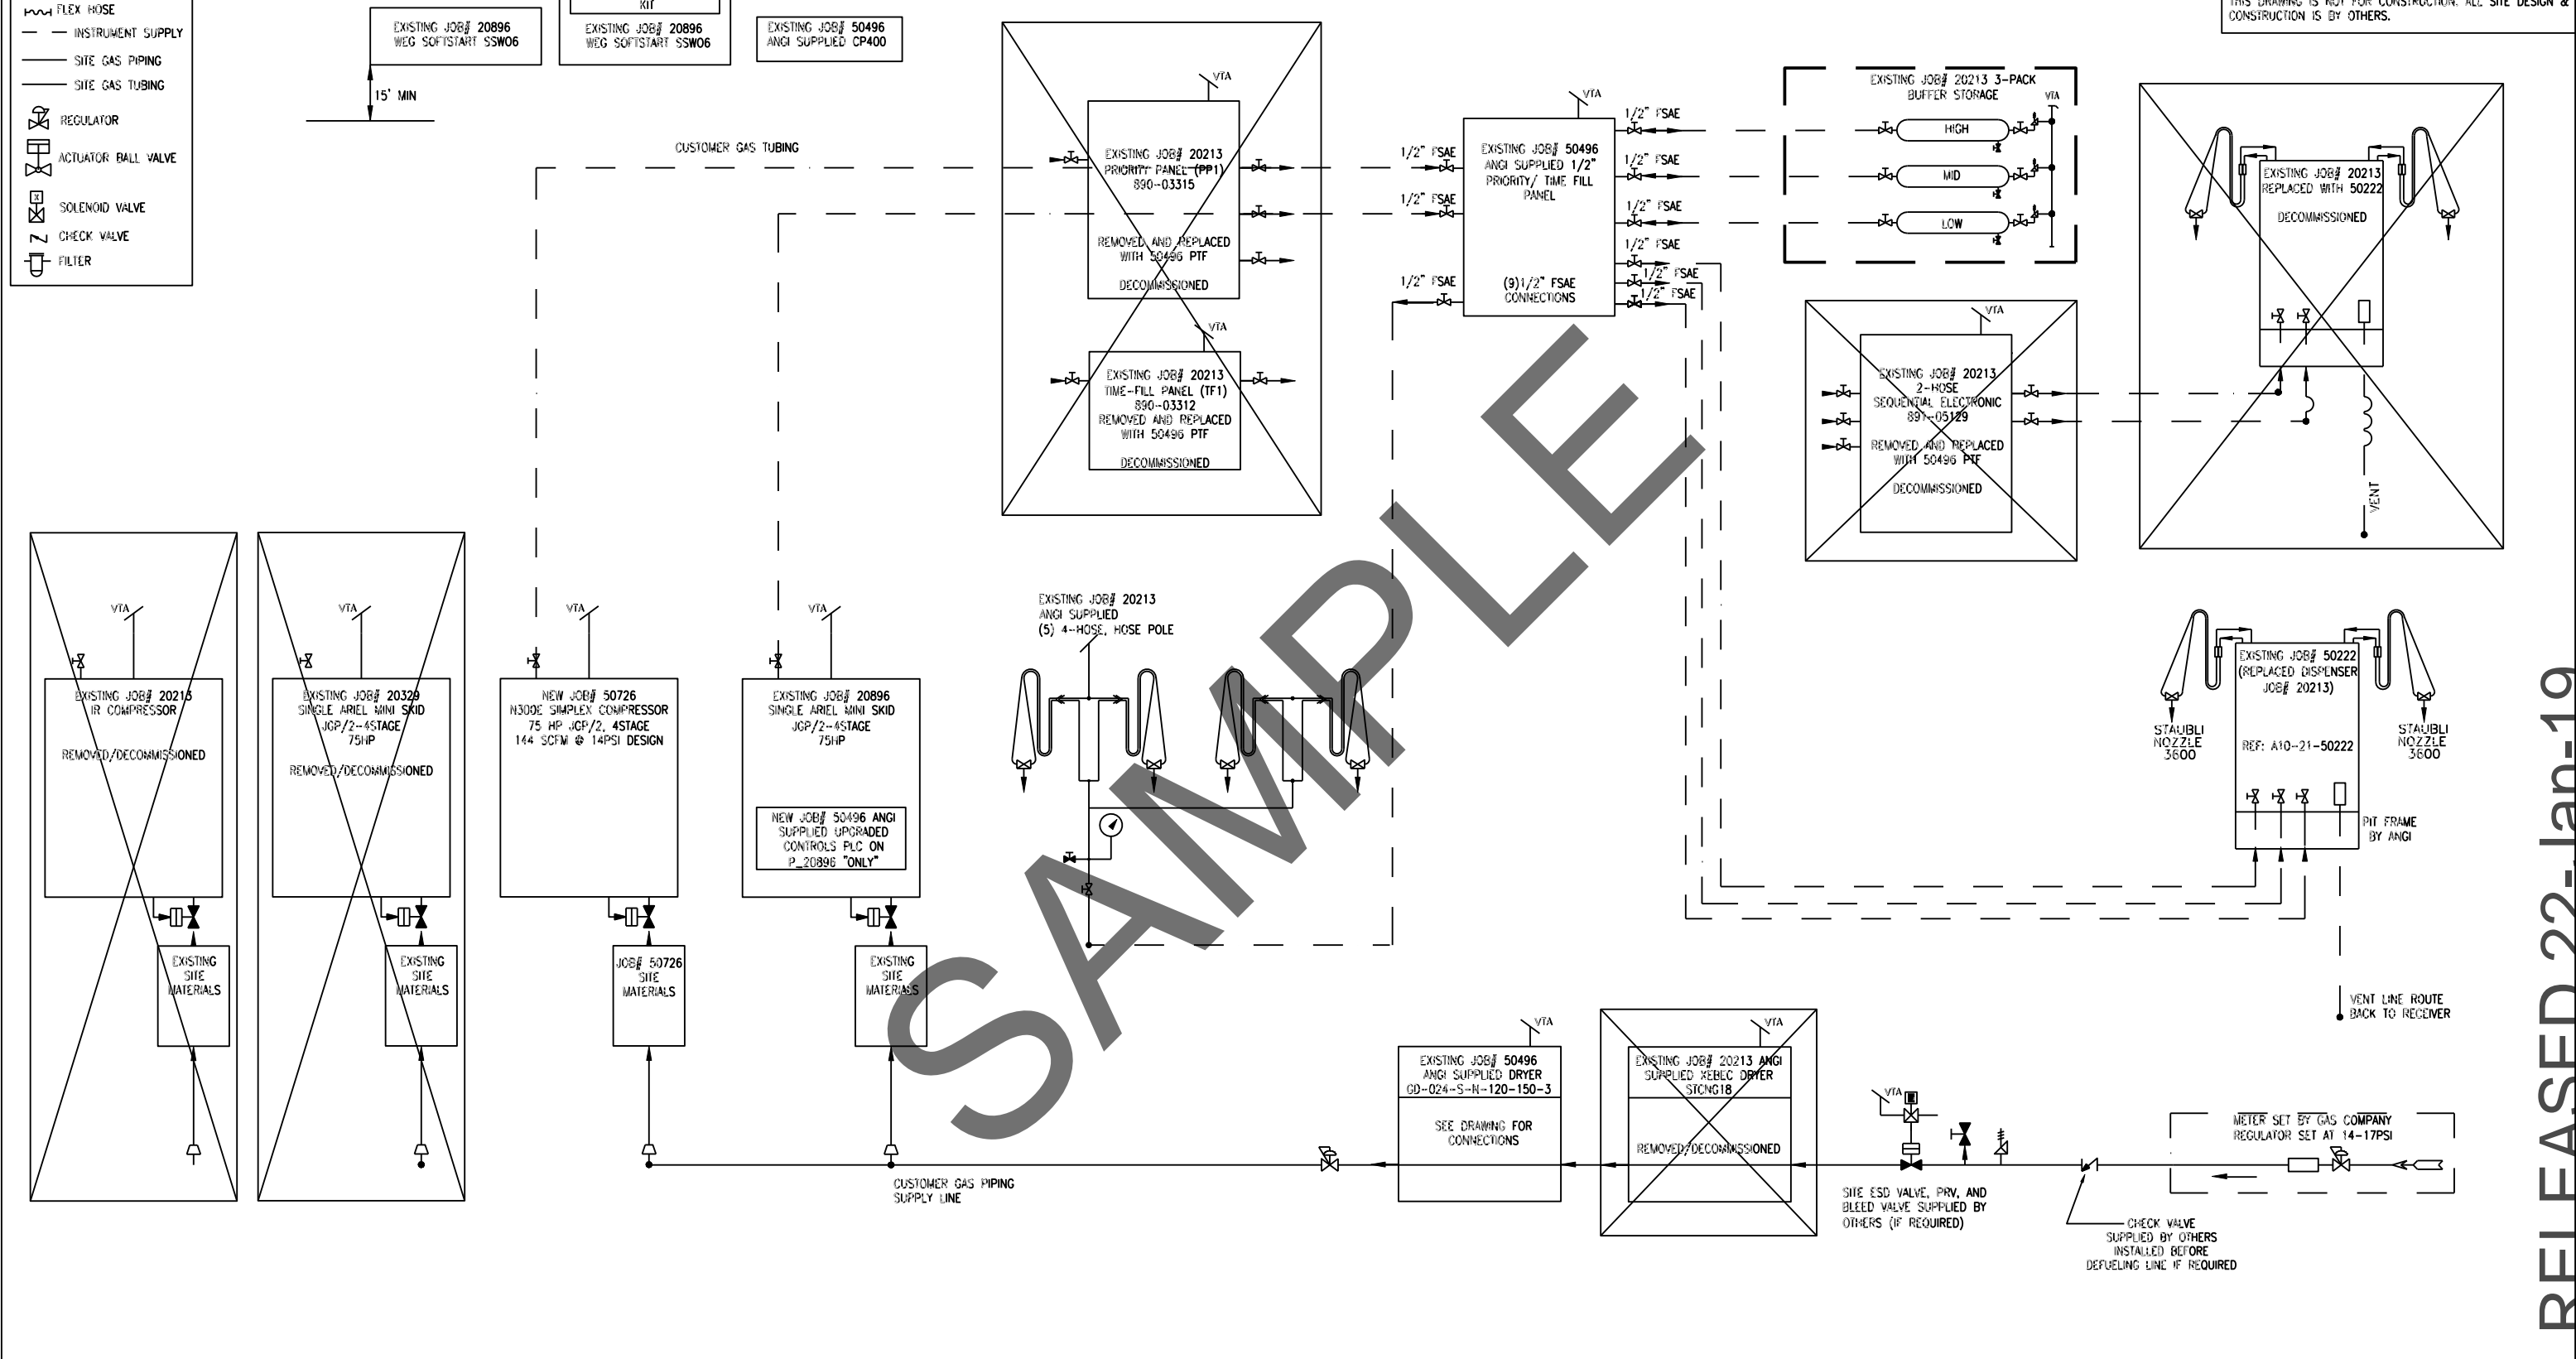 FLEX HOSE
INSTRUMENT SUPPLY
SITE GAS PIPING
SITE GAS TUBING
REGULATOR
ACTUATOR BALL VALVE
SOLENOID VALVE
CHECK VALVE
FILTER
EXISTING JOB# 20896
WEG SOFTSTART SSW06
15' MIN
KIT
EXISTING JOB# 20896
WEG SOFTSTART SSW06
EXISTING JOB# 50496
ANGI SUPPLIED CP400
THIS DRAWING IS NOT FOR CONSTRUCTION. ALL SITE DESIGN &
CONSTRUCTION IS BY OTHERS.
CUSTOMER GAS TUBING
VTA
EXISTING JOB# 20213
PRIORITY PANEL (PP1)
890-03315
REMOVED AND REPLACED
WITH 50496 PTF
DECOMMISSIONED
VTA
EXISTING JOB# 20213
TIME-FILL PANEL (TF1)
890-03312
REMOVED AND REPLACED
WITH 50496 PTF
DECOMMISSIONED
1/2" FSAE
1/2" FSAE
1/2" FSAE
VTA
EXISTING JOB# 50496
ANGI SUPPLIED 1/2"
PRIORITY/ TIME FILL
PANEL
(9)1/2" FSAE
CONNECTIONS
1/2" FSAE
1/2" FSAE
1/2" FSAE
1/2" FSAE
1/2" FSAE
1/2" FSAE
EXISTING JOB# 20213 3-PACK
BUFFER STORAGE
VTA
HIGH
MID
LOW
VTA
EXISTING JOB# 20213
2-HOSE
SEQUENTIAL ELECTRONIC
891-05129
REMOVED AND REPLACED
WITH 50496 PTF
DECOMMISSIONED
EXISTING JOB# 20213
REPLACED WITH 50222
DECOMMISSIONED
VENT
VTA
EXISTING JOB# 20213
IR COMPRESSOR
REMOVED/DECOMMISSIONED
EXISTING
SITE
MATERIALS
VTA
EXISTING JOB# 20329
SINGLE ARIEL MINI SKID
JGP/2-4STAGE
75HP
REMOVED/DECOMMISSIONED
EXISTING
SITE
MATERIALS
VTA
NEW JOB# 50726
N300E SIMPLEX COMPRESSOR
75 HP JGP/2, 4STAGE
144 SCFM @ 14PSI DESIGN
JOB# 50726
SITE
MATERIALS
VTA
EXISTING JOB# 20896
SINGLE ARIEL MINI SKID
JGP/2-4STAGE
75HP
NEW JOB# 50496 ANGI
SUPPLIED UPGRADED
CONTROLS PLC ON
P_20896 "ONLY"
EXISTING
SITE
MATERIALS
EXISTING JOB# 20213
ANGI SUPPLIED
(5) 4-HOSE, HOSE POLE
EXISTING JOB# 50222
(REPLACED DISPENSER
JOB# 20213)
REF: A10-21-50222
STAUBLI
NOZZLE
3600
STAUBLI
NOZZLE
3600
PIT FRAME
BY ANGI
VENT LINE ROUTE
BACK TO RECEIVER
CUSTOMER GAS PIPING
SUPPLY LINE
VTA
EXISTING JOB# 50496
ANGI SUPPLIED DRYER
GD-024-S-N-120-150-3
SEE DRAWING FOR
CONNECTIONS
VTA
EXISTING JOB# 20213 ANGI
SUPPLIED XEBEC DRYER
STCNG18
REMOVED/DECOMMISSIONED
VTA
SITE ESD VALVE, PRV, AND
BLEED VALVE SUPPLIED BY
OTHERS (IF REQUIRED)
CHECK VALVE
SUPPLIED BY OTHERS
INSTALLED BEFORE
DEFUELING LINE IF REQUIRED
METER SET BY GAS COMPANY
REGULATOR SET AT 14-17PSI
SAMPLE
RELEASED 22-Jan-19